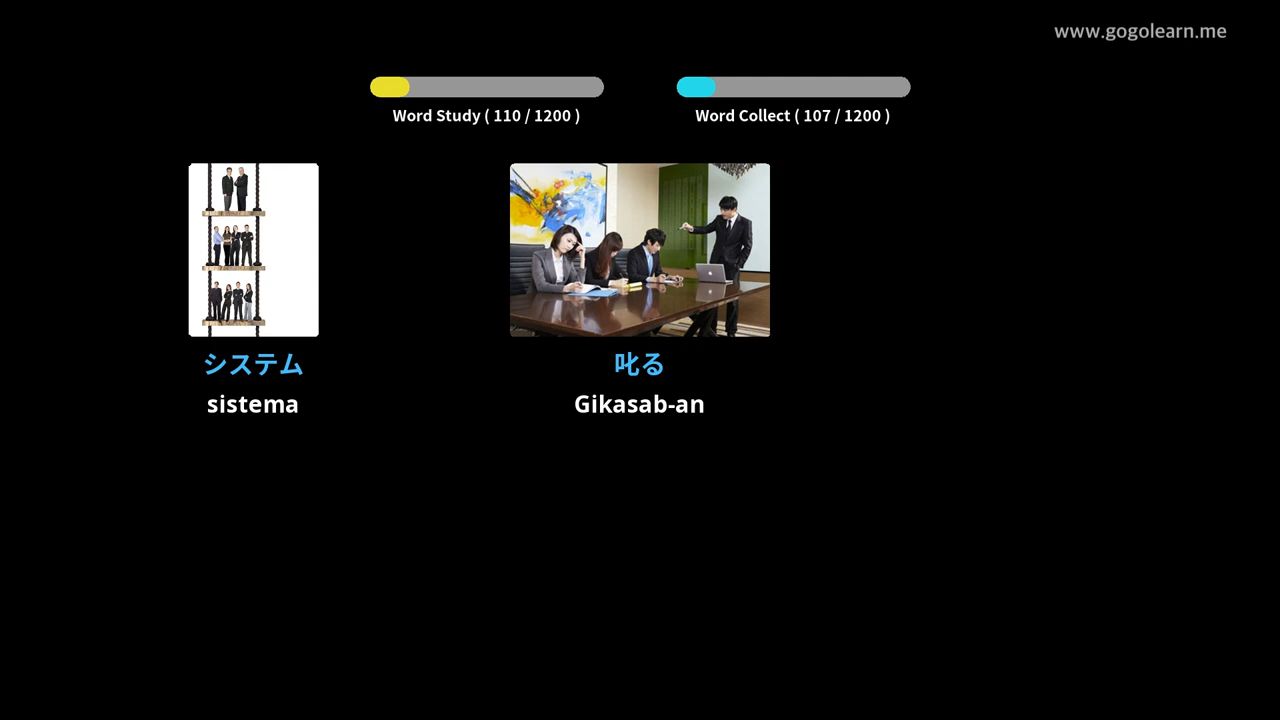 www.gogolearn.me
Word Study ( 110 / 1200 )
Word Collect ( 107 / 1200 )
システム
sistema
叱る
Gikasab-an